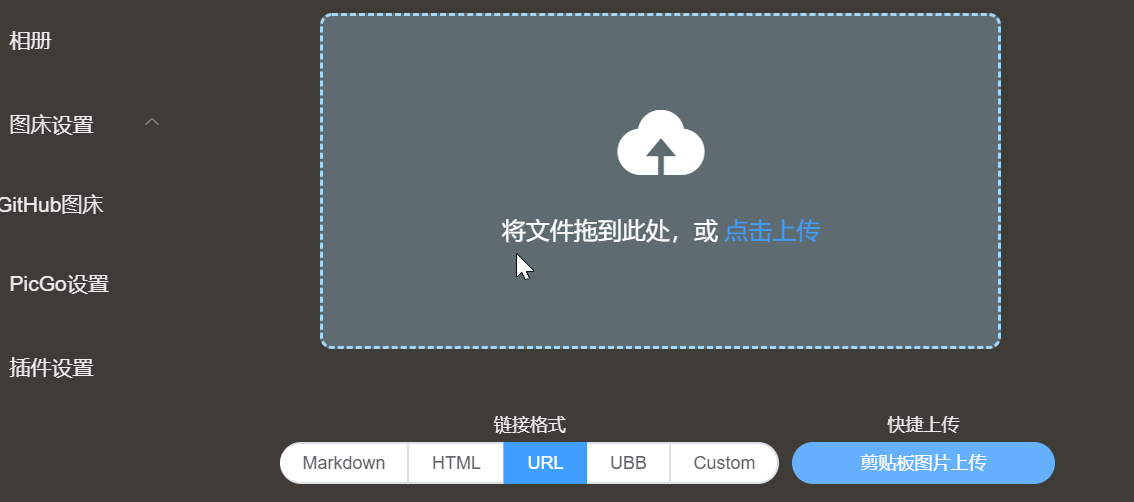 相册
图床设置
GitHub图床
PicGo设置
插件设置
将文件拖到此处，或 点击上传
链接格式
快捷上传
Markdown HTML URL UBB Custom
剪贴板图片上传